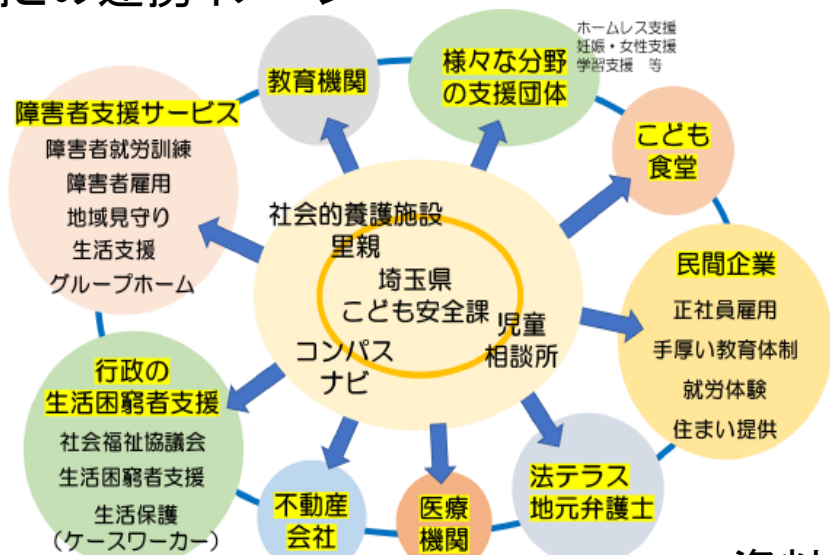 との連携イメージ
ホームレス支援
妊娠・女性支援
学習支援 等
教育機関
様々な分野
の支援団体
障害者支援サービス
障害者就労訓練
障害者雇用
地域見守り
生活支援
グループホーム
こども
食堂
社会的養護施設
里親
埼玉県
こども安全課
児童
相談所
コンパス
ナビ
民間企業
正社員雇用
手厚い教育体制
就労体験
住まい提供
行政の
生活困窮者支援
社会福祉協議会
生活困窮者支援
生活保護
（ケースワーカー）
不動産
会社
医療
機関
法テラス
地元弁護士